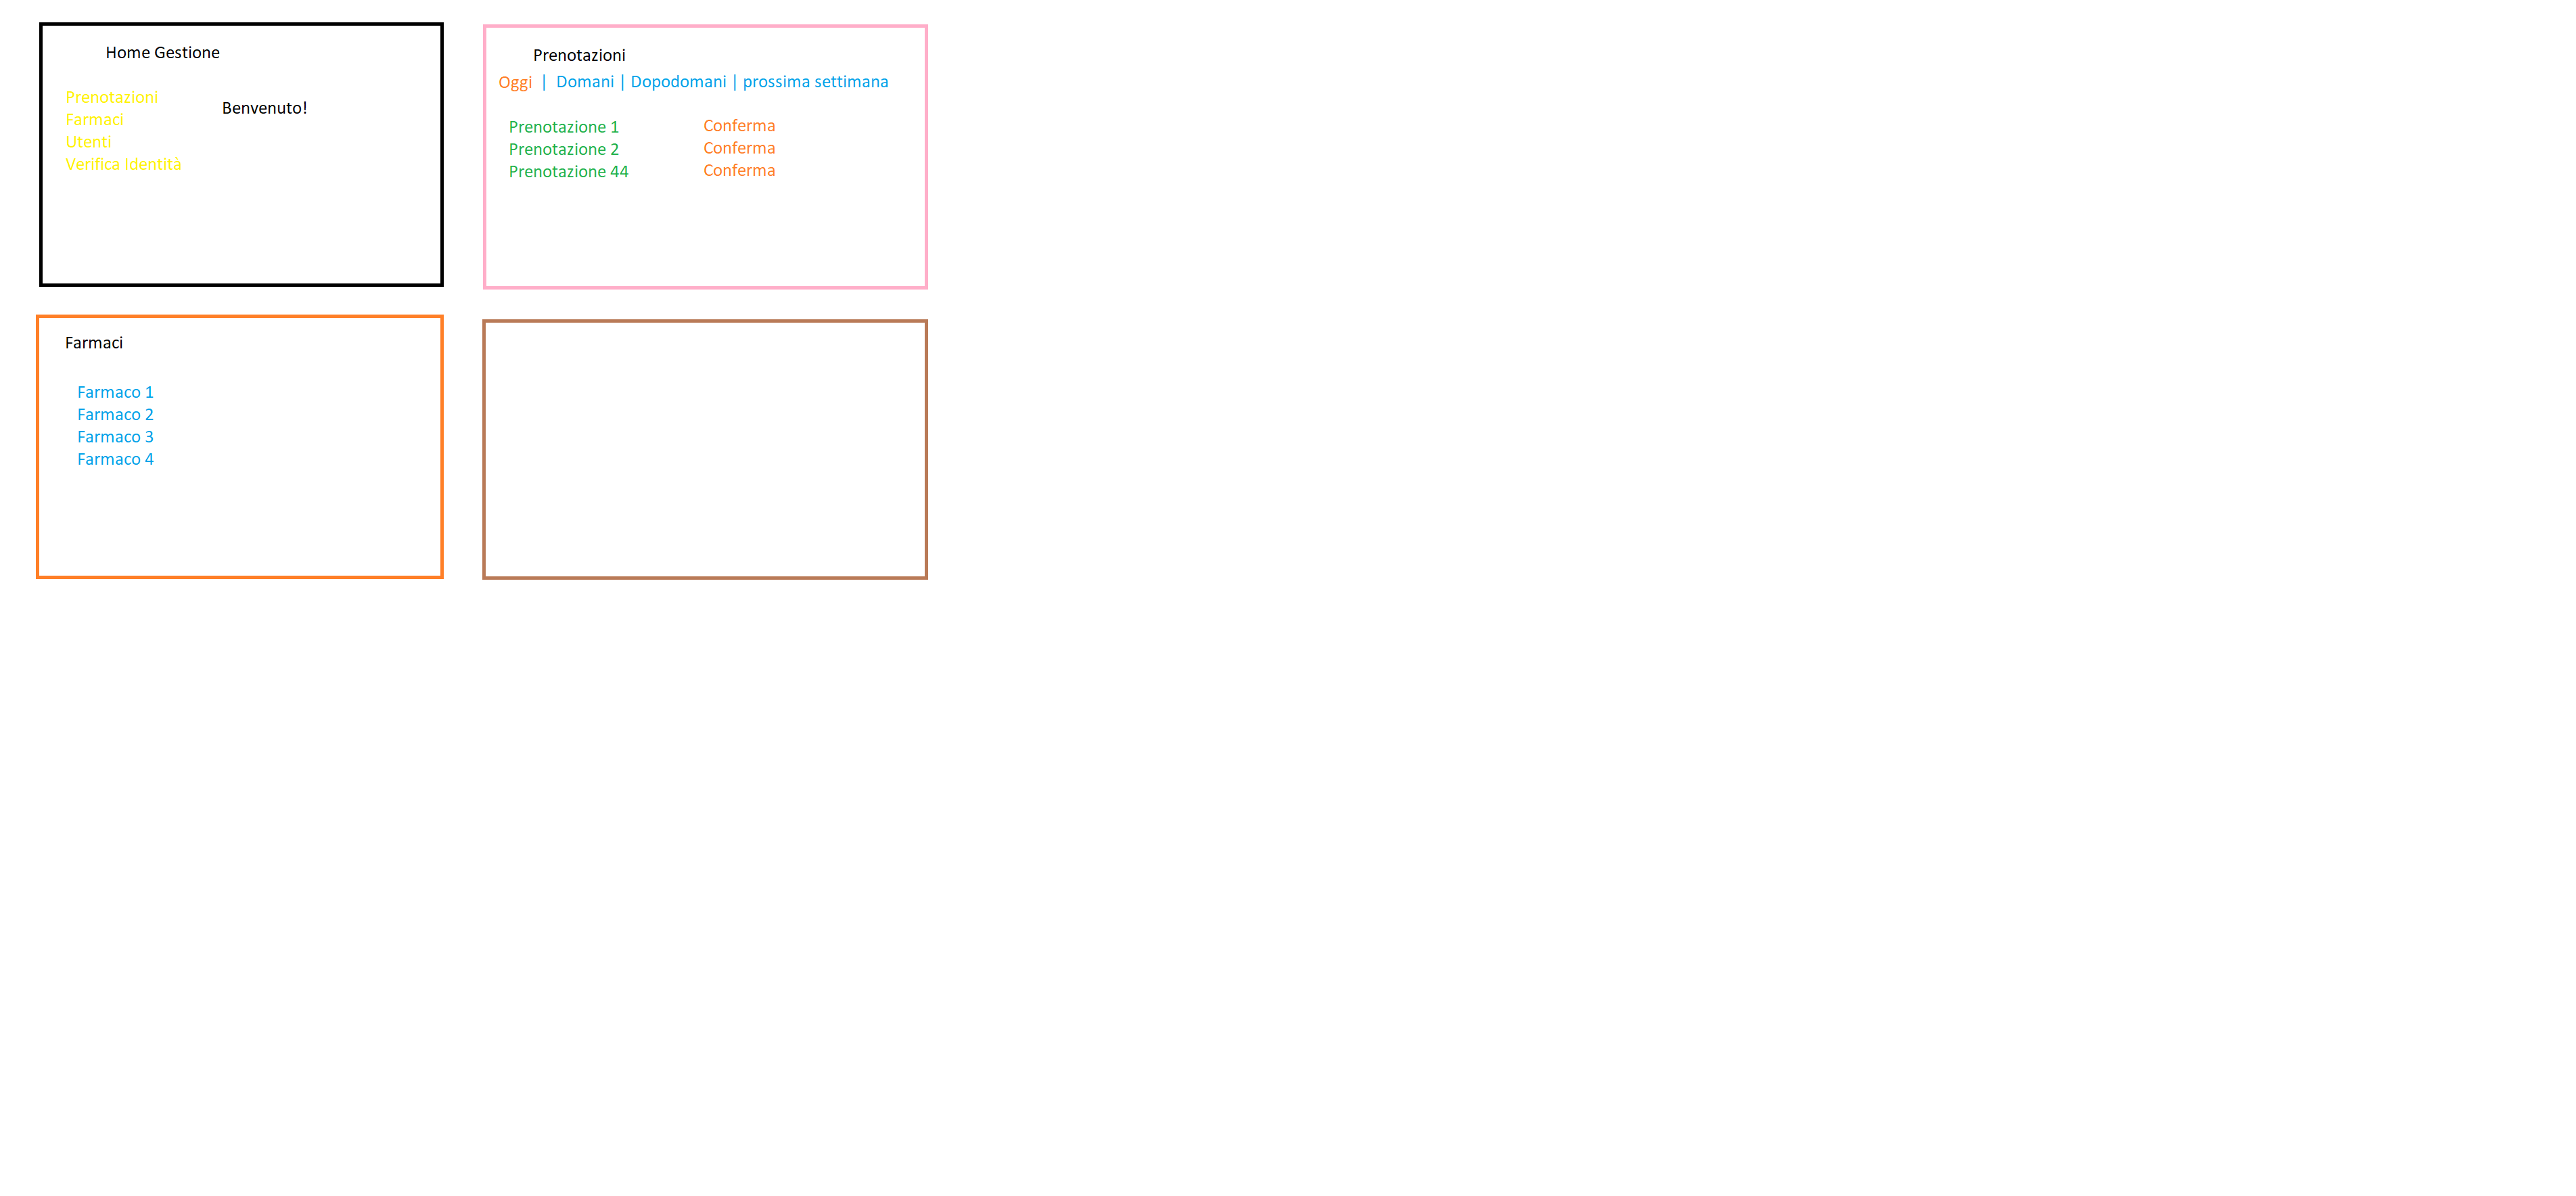 Home Gestione
Prenotazioni
Farmaci
Utenti
Verifica Identità
Benvenuto!
Prenotazioni
Oggi | Domani | Dopodomani | prossima settimana
Prenotazione 1 Conferma
Prenotazione 2 Conferma
Prenotazione 44 Conferma
Farmaci
Farmaco 1
Farmaco 2
Farmaco 3
Farmaco 4